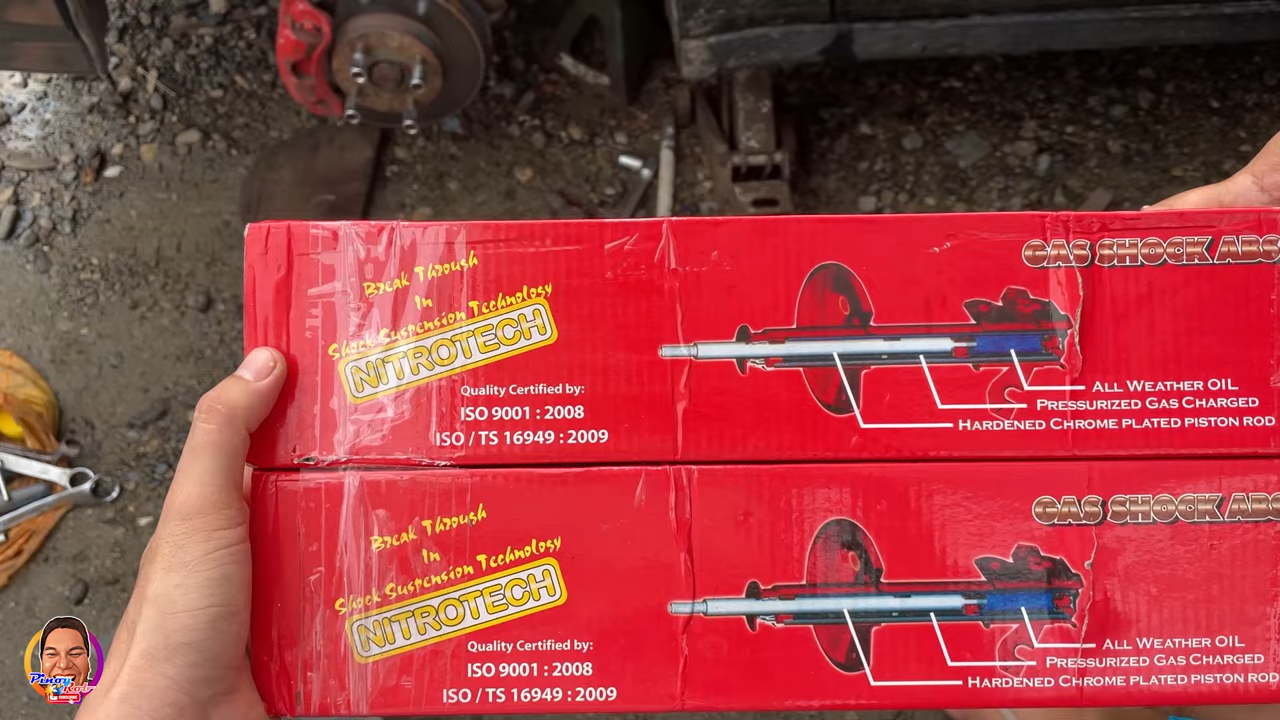 Break Through
In
Shock Suspension Technology
NITROTECH
Quality Certified by:
ISO 9001 : 2008
ISO / TS 16949 : 2009
GAS SHOCK ABS
ALL WEATHER OIL
PRESSURIZED GAS CHARGED
HARDENED CHROME PLATED PISTON ROD
Break Through
In
Shock Suspension Technology
NITROTECH
Quality Certified by:
ISO 9001 : 2008
ISO / TS 16949 : 2009
GAS SHOCK ABS
ALL WEATHER OIL
PRESSURIZED GAS CHARGED
HARDENED CHROME PLATED PISTON ROD
Pinoy